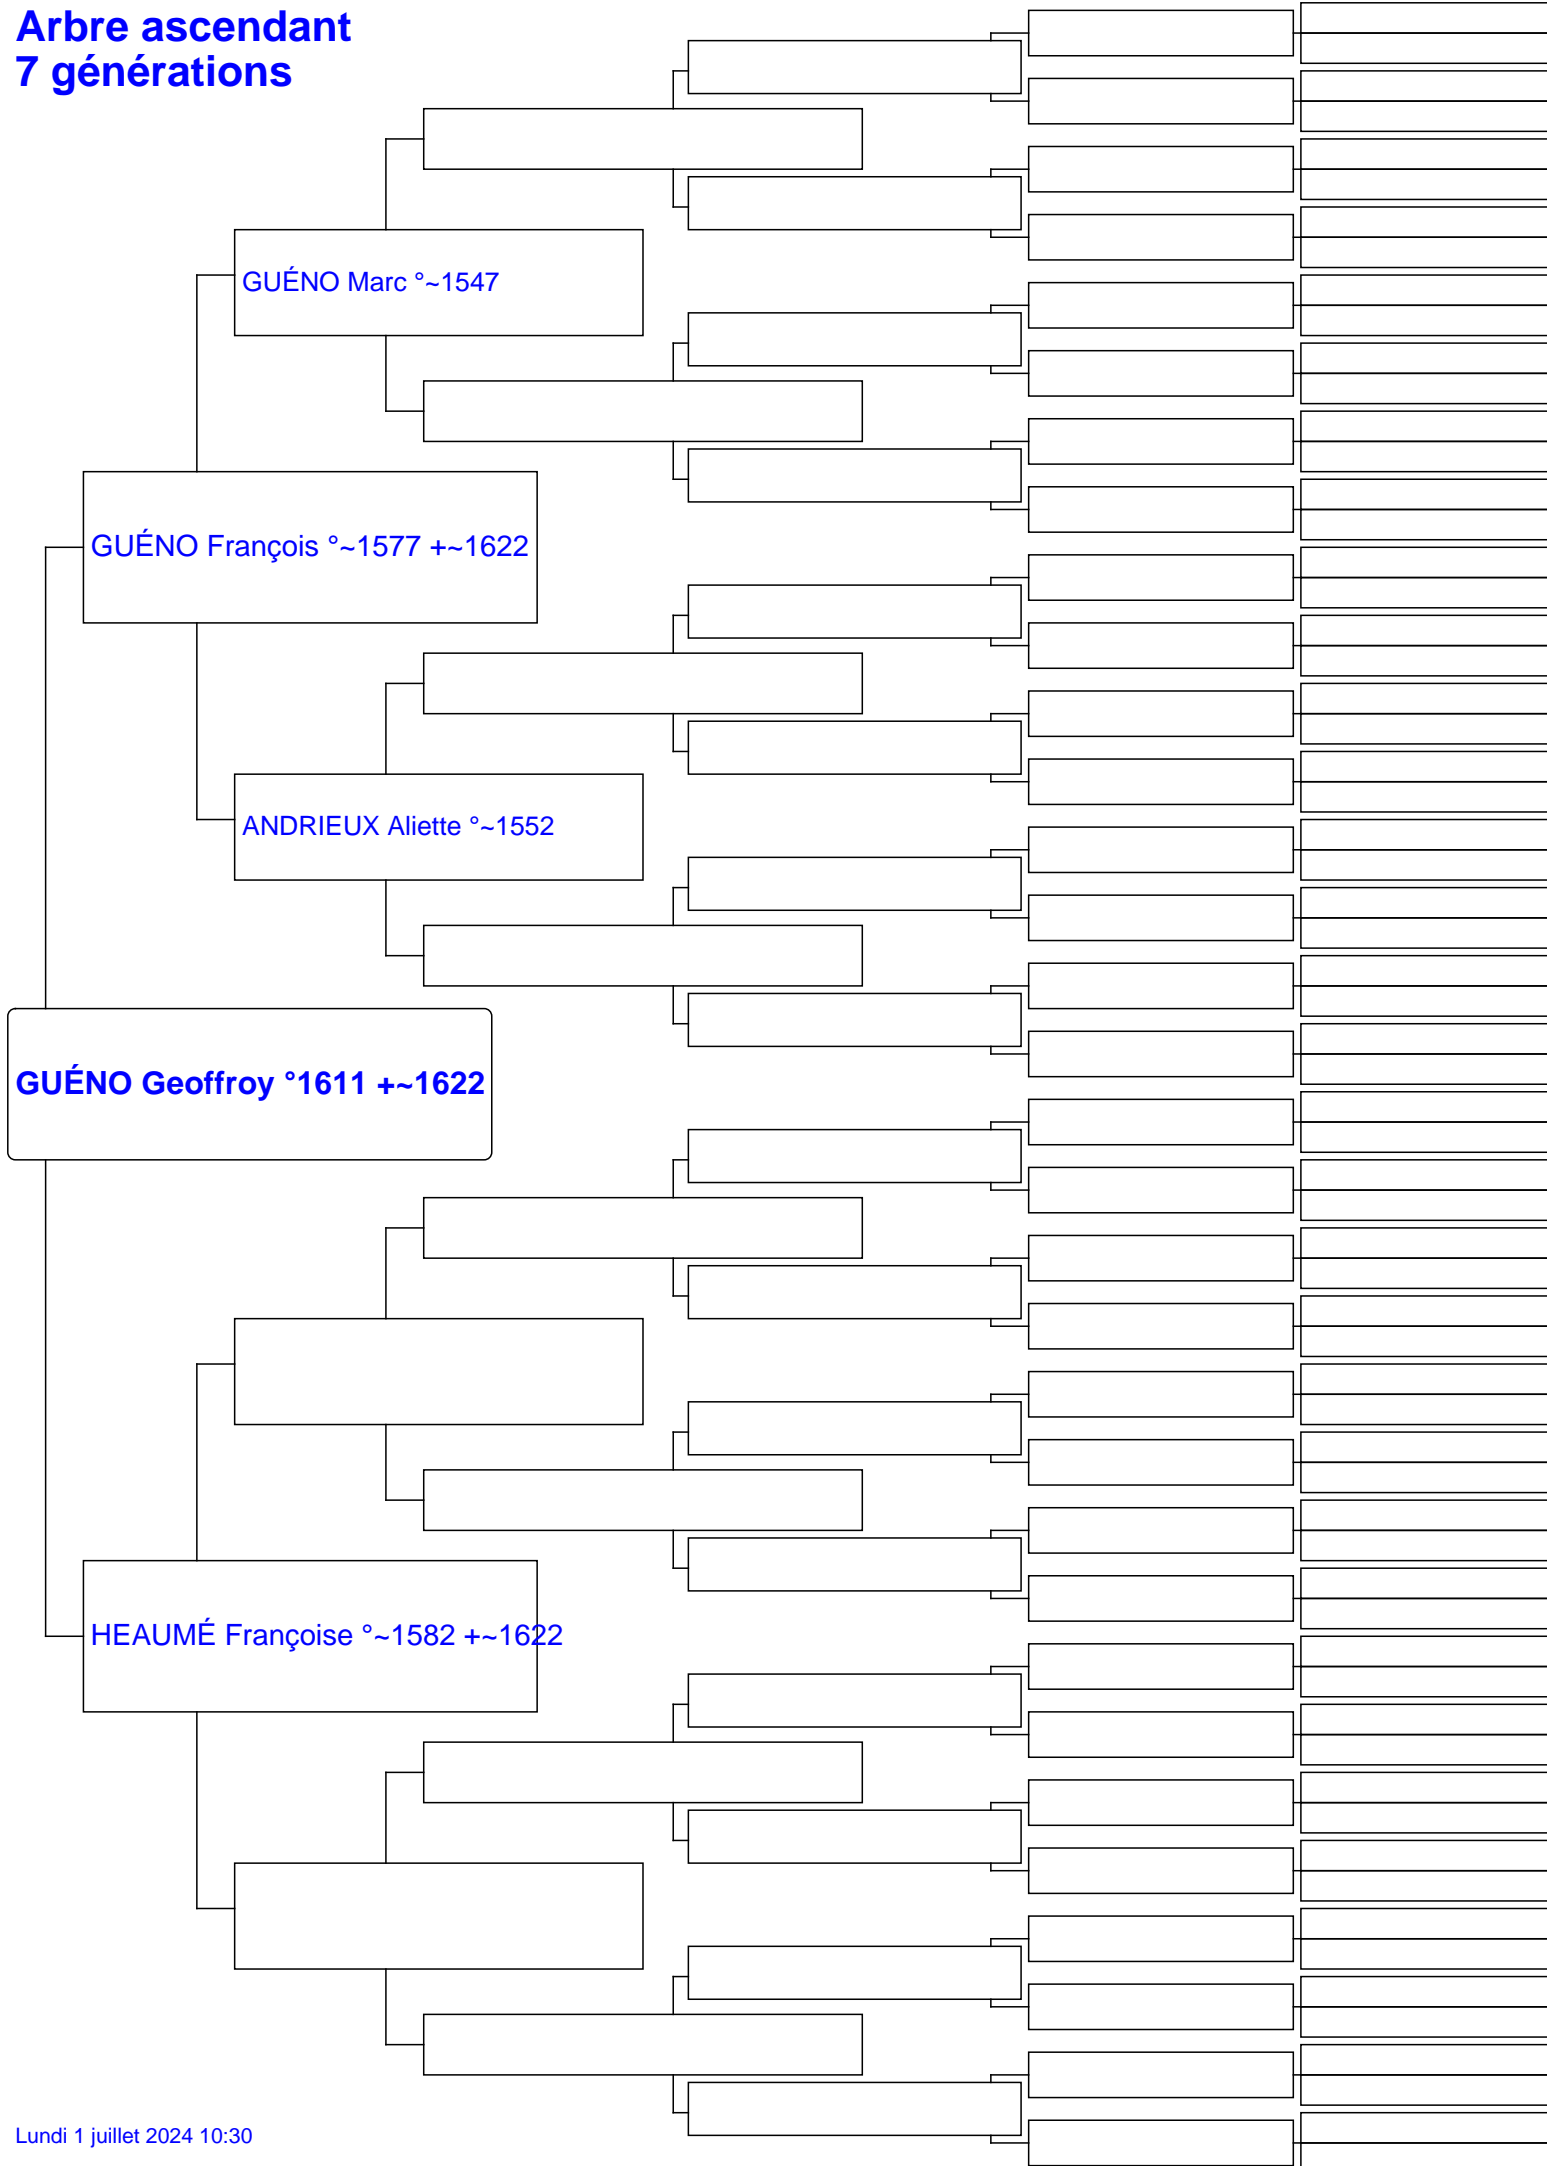 Arbre ascendant
7 générations
GUÉNO Marc °~1547
GUÉNO François °~1577 +~1622
ANDRIEUX Aliette °~1552
GUÉNO Geoffroy °1611 +~1622
HEAUMÉ Françoise °~1582 +~1622
Lundi 1 juillet 2024 10:30